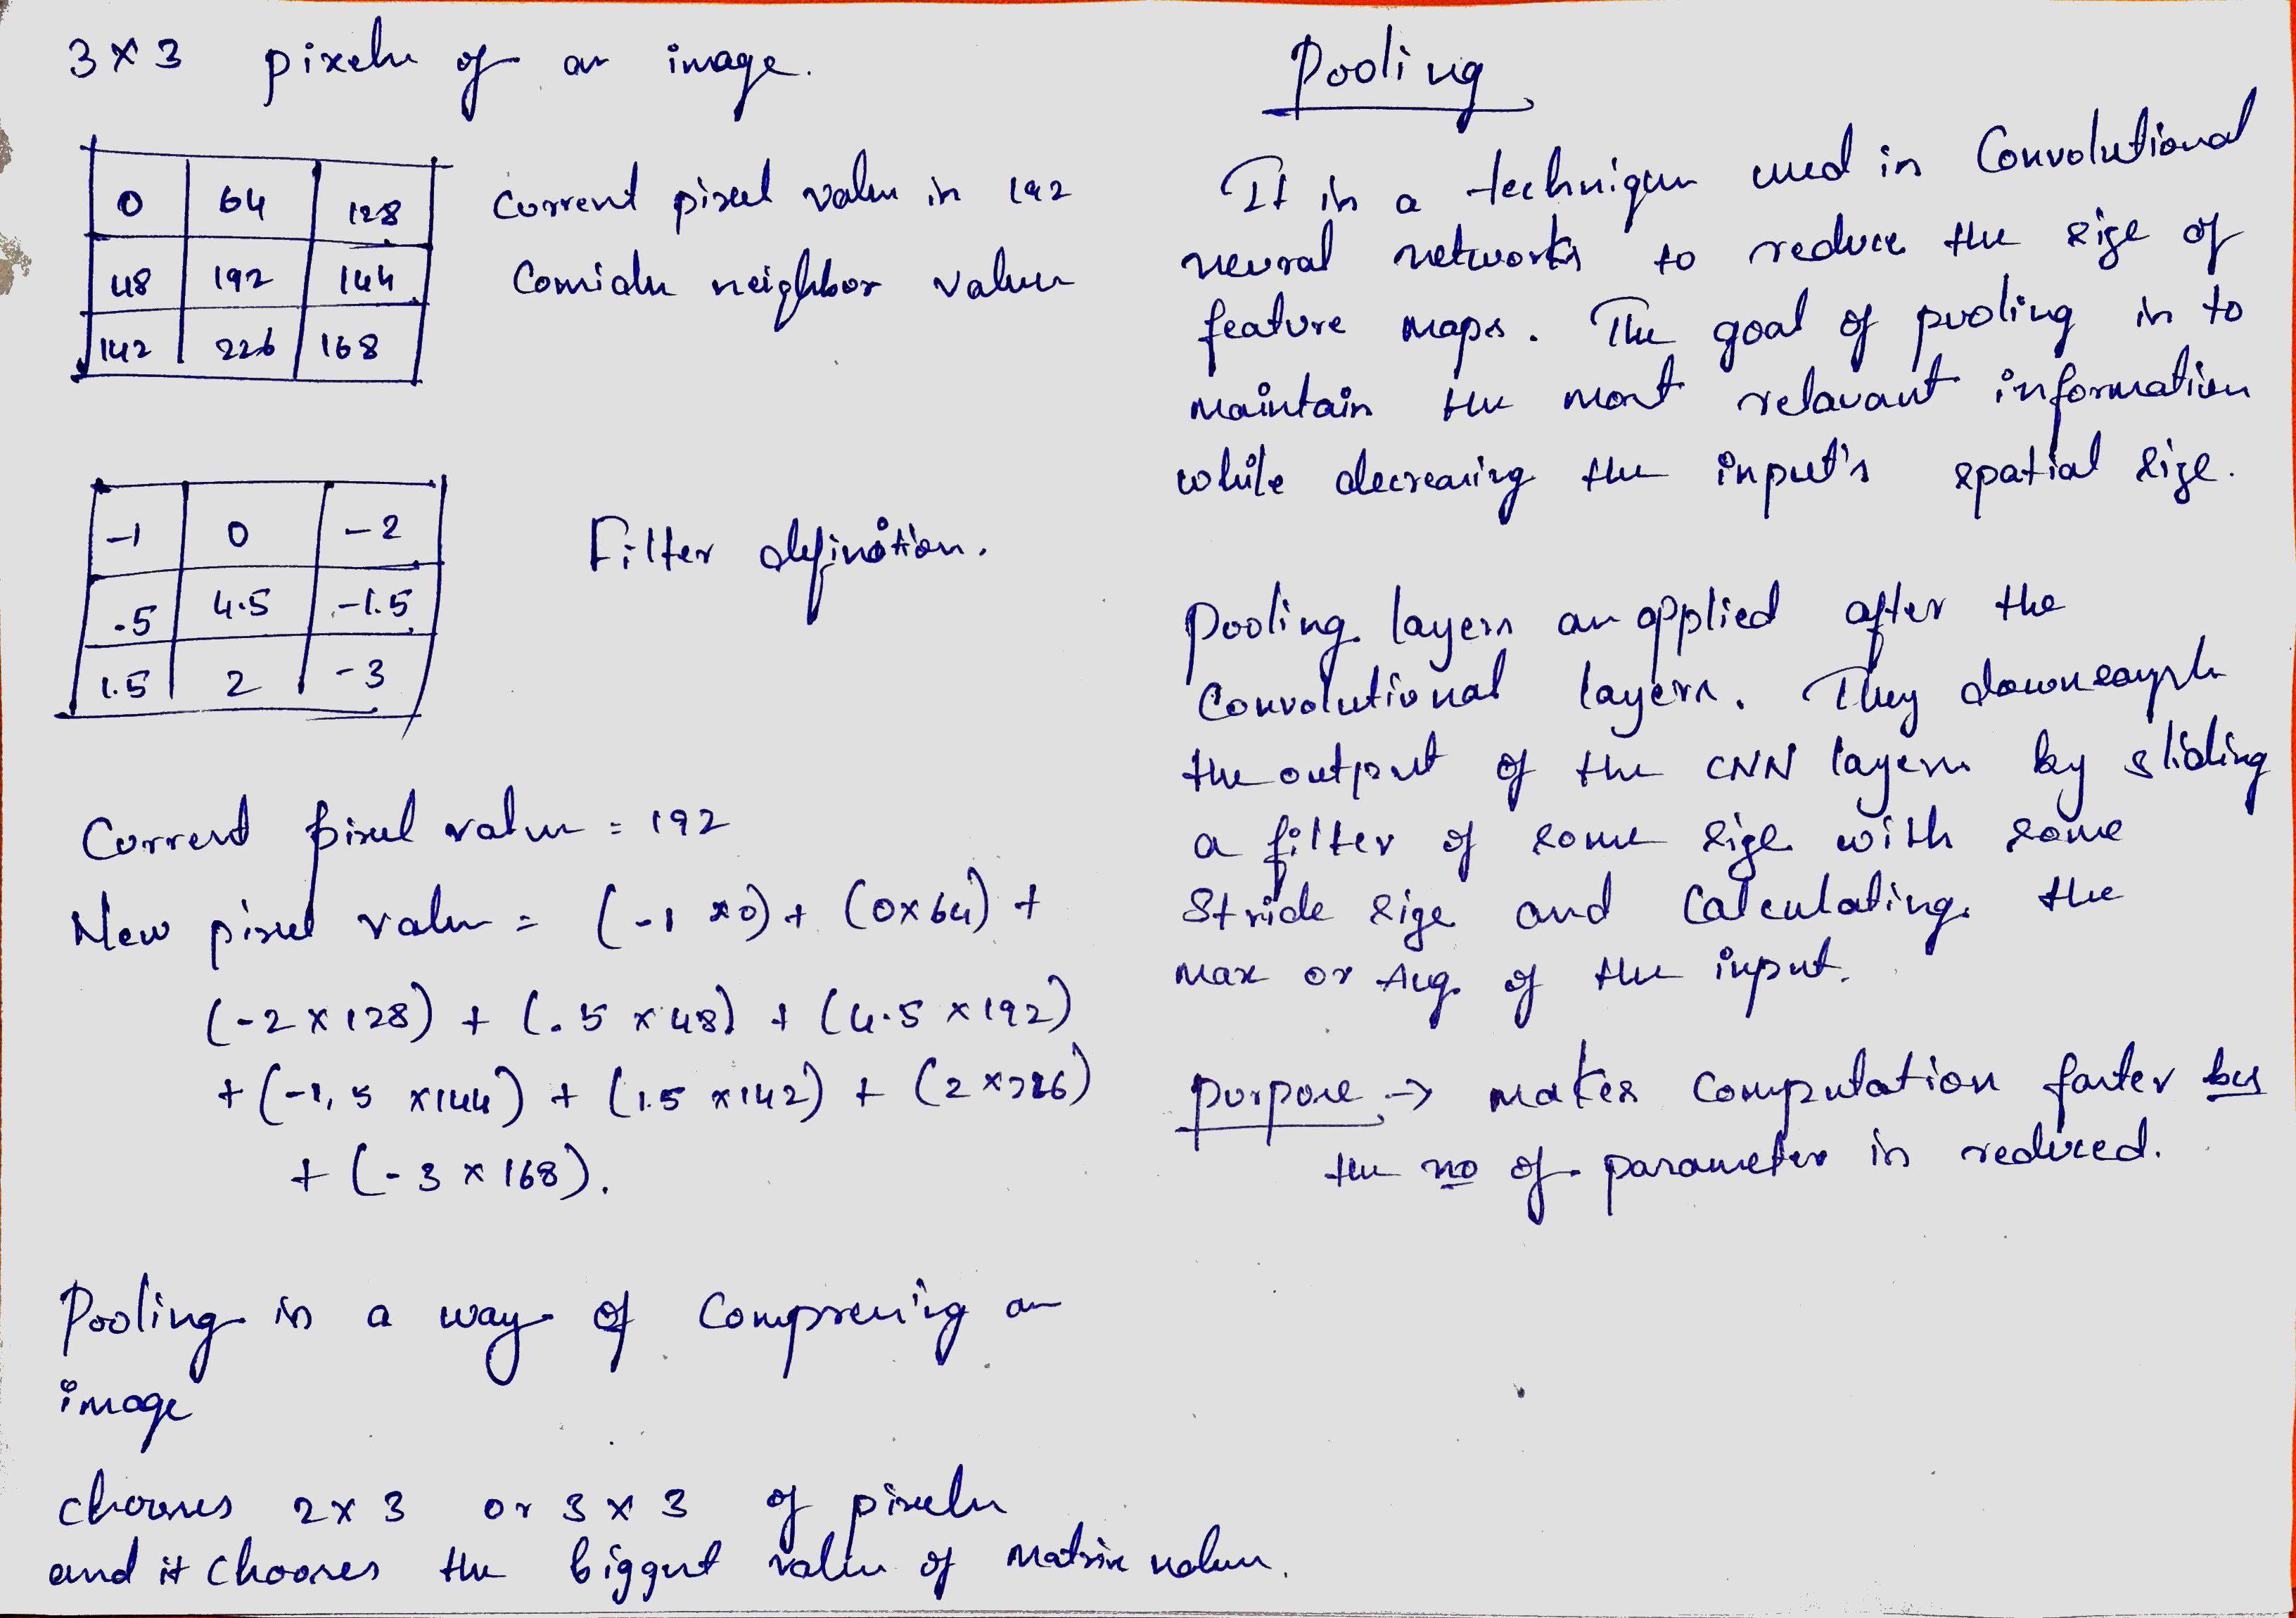 3×3 pixels of an image.
0 64 128
Current pixel value is 192
48 192 144
Consider neighbor values
142 226 168
-1 0 -2
Filter definition.
.5 4.5 -1.5
1.5 2 -3
Current pixel value = 192
New pixel value = (-1 × 0) + (0×64) +
(-2 × 128) + (.5 × 48) + (4.5 × 192)
+ (-1.5 × 144) + (1.5 × 142) + (2 × 226)
+ (-3 × 168).
Pooling is a way of Compressing an
image
chooses 2×3 or 3×3 of pixels
and it chooses the biggest value of matrix value.
Pooling
It is a technique used in Convolutional
neural networks to reduce the size of
feature maps. The goal of pooling is to
maintain the most relavant information
while decreasing the input's spatial size.
Pooling layers are applied after the
Convolutional layers. They downsample
the output of the CNN layers by sliding
a filter of some size with some
Stride size and Calculating the
max or Avg. of the input.
purpose → makes Computation faster bcs
the no of parameter is reduced.